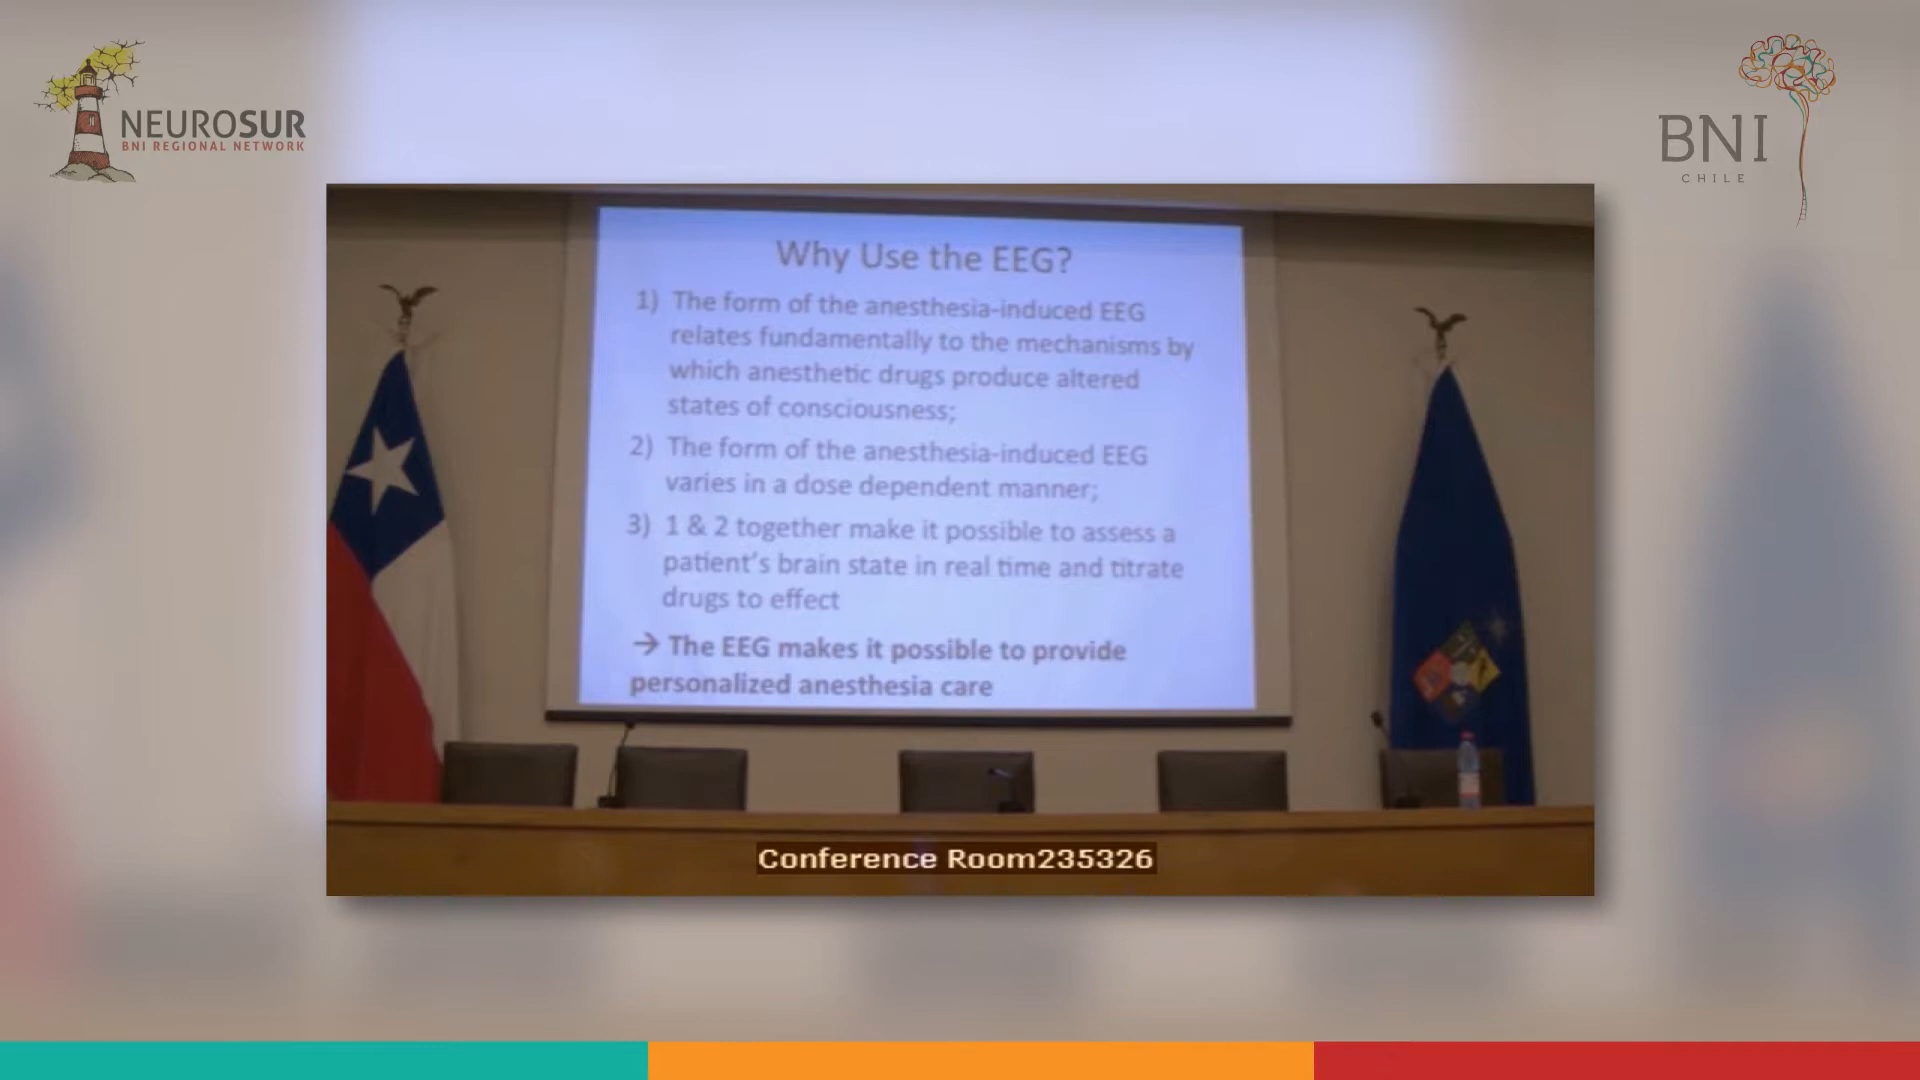 NEUROSUR
BNI REGIONAL NETWORK
BNI
CHILE
Why Use the EEG?
1) The form of the anesthesia-induced EEG
relates fundamentally to the mechanisms by
which anesthetic drugs produce altered
states of consciousness;
2) The form of the anesthesia-induced EEG
varies in a dose dependent manner;
3) 1 & 2 together make it possible to assess a
patient's brain state in real time and titrate
drugs to effect
→ The EEG makes it possible to provide
personalized anesthesia care
Conference Room235326